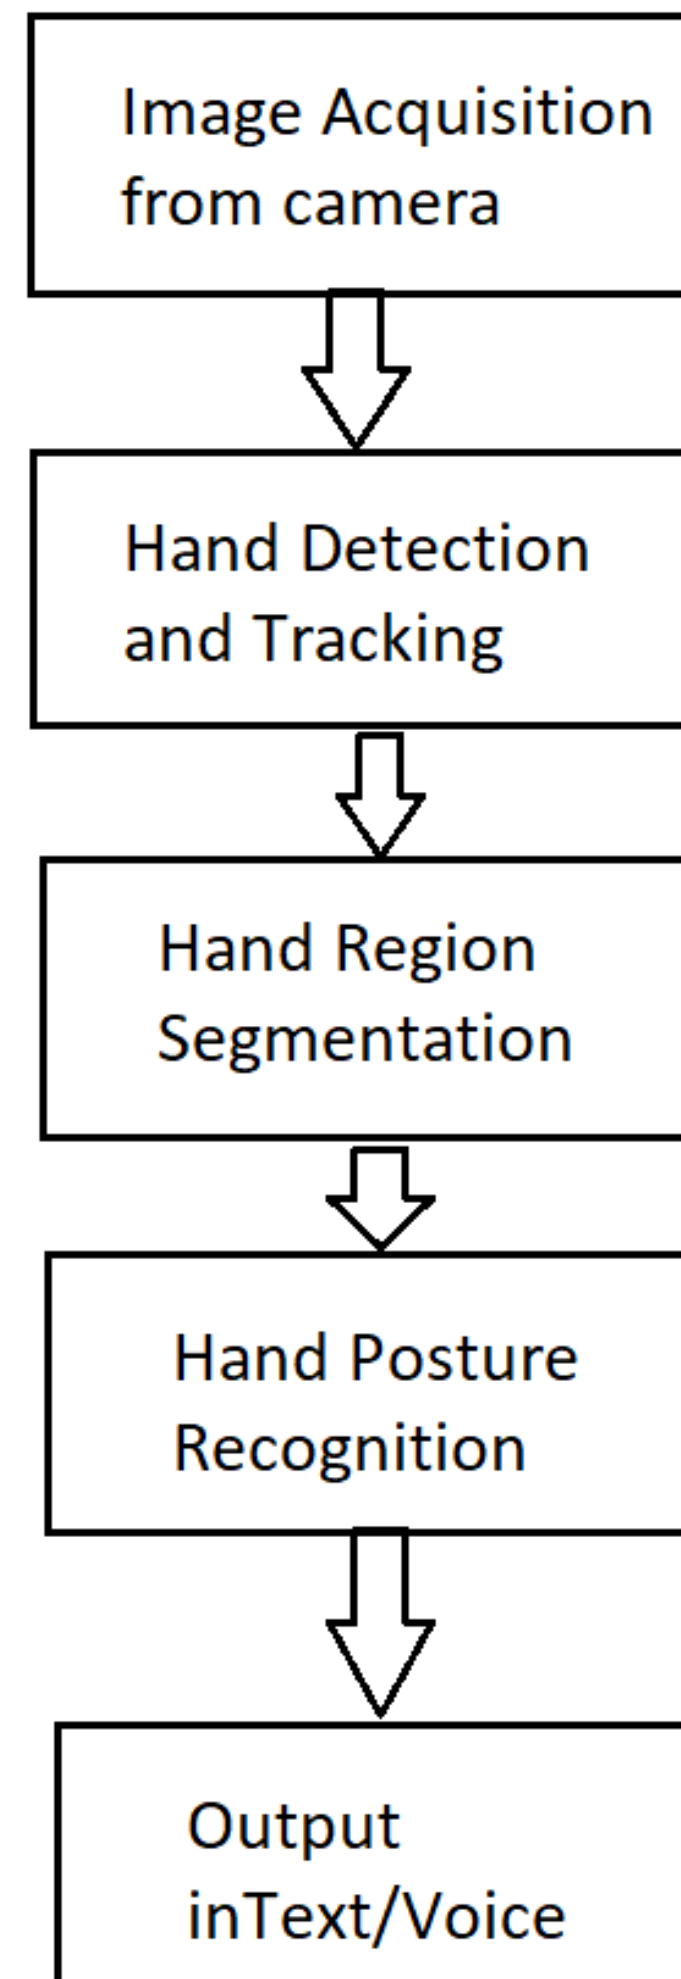 Image Acquisition
from camera
Hand Detection
and Tracking
Hand Region
Segmentation
Hand Posture
Recognition
Output
inText/Voice